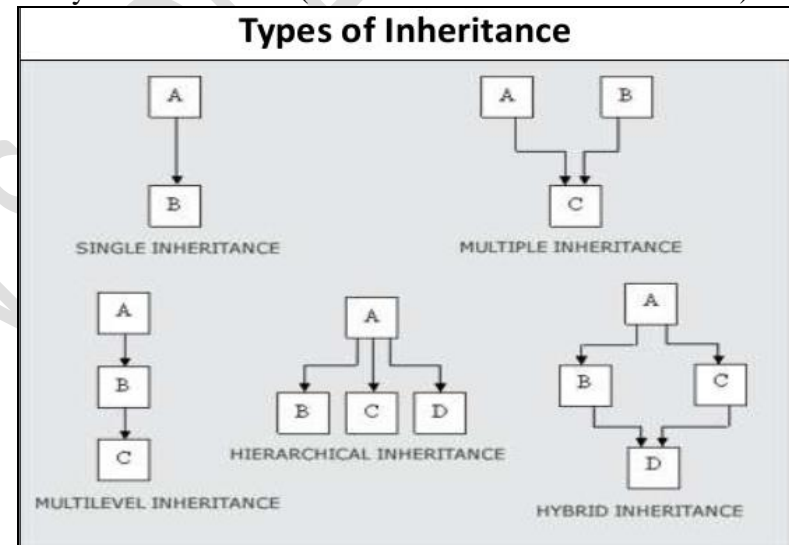 Types of Inheritance
A
B
SINGLE INHERITANCE
A B
C
MULTIPLE INHERITANCE
A
B
C
MULTILEVEL INHERITANCE
A
B C D
HIERARCHICAL INHERITANCE
A
B C
D
HYBRID INHERITANCE